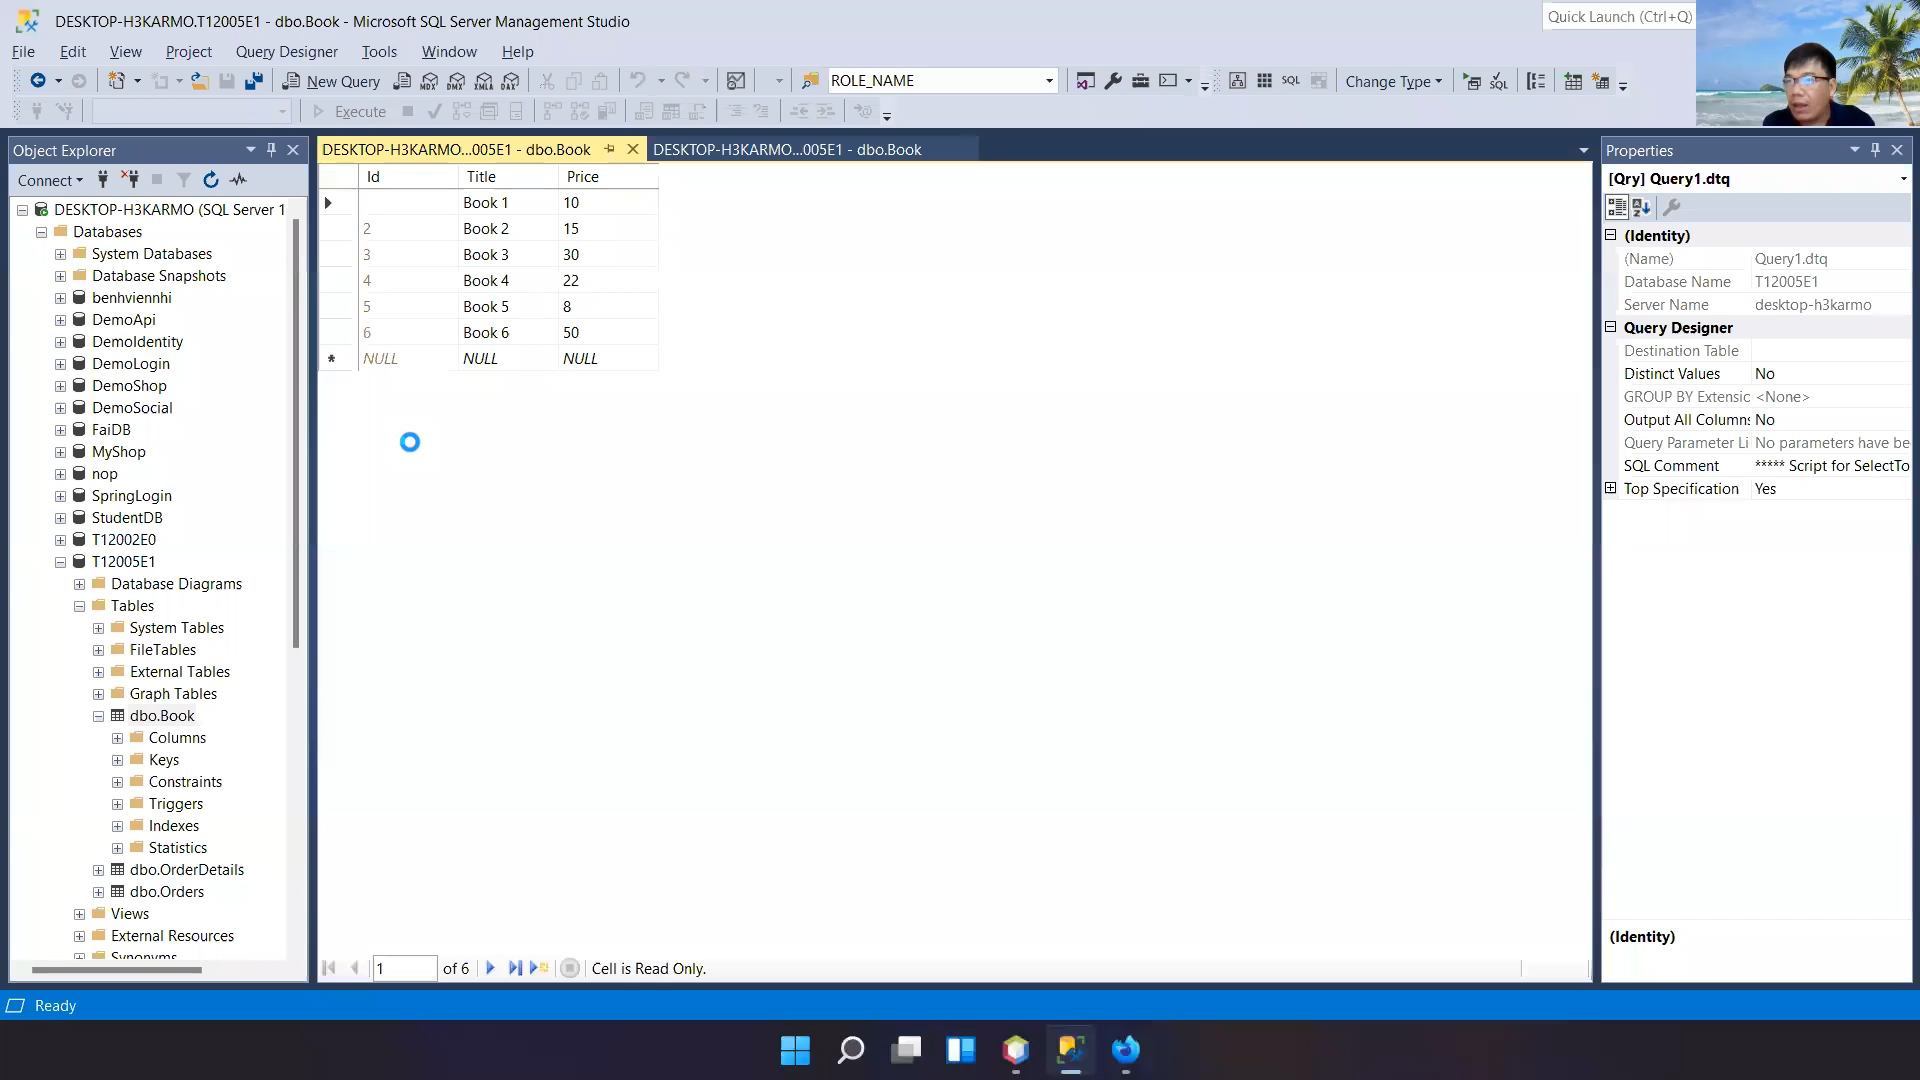 DESKTOP-H3KARMO.T12005E1 - dbo.Book - Microsoft SQL Server Management Studio
Quick Launch (Ctrl+Q)
File Edit View Project Query Designer Tools Window Help
New Query MDX DMX XMLA DAX ROLE_NAME SQL Change Type SQL
Execute
Object Explorer
Connect
DESKTOP-H3KARMO (SQL Server 1
Databases
System Databases
Database Snapshots
benhviennhi
DemoApi
DemoIdentity
DemoLogin
DemoShop
DemoSocial
FaiDB
MyShop
nop
SpringLogin
StudentDB
T12002E0
T12005E1
Database Diagrams
Tables
System Tables
FileTables
External Tables
Graph Tables
dbo.Book
Columns
Keys
Constraints
Triggers
Indexes
Statistics
dbo.OrderDetails
dbo.Orders
Views
External Resources
Synonyms
DESKTOP-H3KARMO...005E1 - dbo.Book
DESKTOP-H3KARMO...005E1 - dbo.Book
Id Title Price
Book 1 10
2 Book 2 15
3 Book 3 30
4 Book 4 22
5 Book 5 8
6 Book 6 50
NULL NULL NULL
1 of 6 Cell is Read Only.
Properties
[Qry] Query1.dtq
(Identity)
(Name) Query1.dtq
Database Name T12005E1
Server Name desktop-h3karmo
Query Designer
Destination Table
Distinct Values No
GROUP BY Extensic <None>
Output All Columns No
Query Parameter Li No parameters have be
SQL Comment ***** Script for SelectTo
Top Specification Yes
(Identity)
Ready